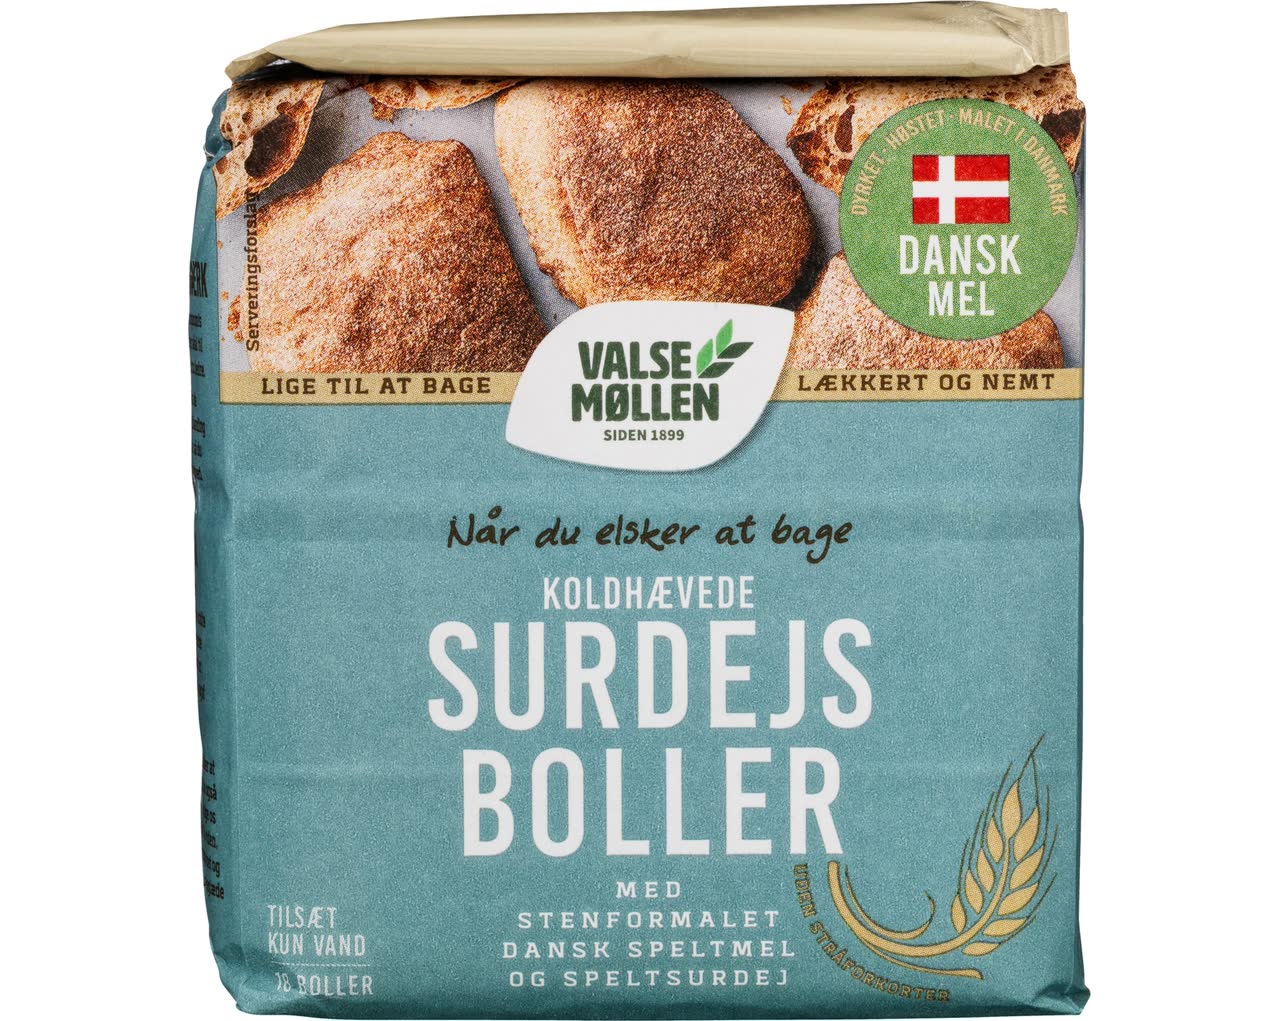 DYRKET · HØSTET · MALET I DANMARK
DANSK
MEL
Serveringsforslag
LIGE TIL AT BAGE
VALSE
MØLLEN
SIDEN 1899
LÆKKERT OG NEMT
Når du elsker at bage
KOLDHÆVEDE
SURDEJS
BOLLER
MED
STENFORMALET
DANSK SPELTMEL
OG SPELTSURDEJ
UDEN STRÅFORKORTER
TILSÆT
KUN VAND
18 BOLLER